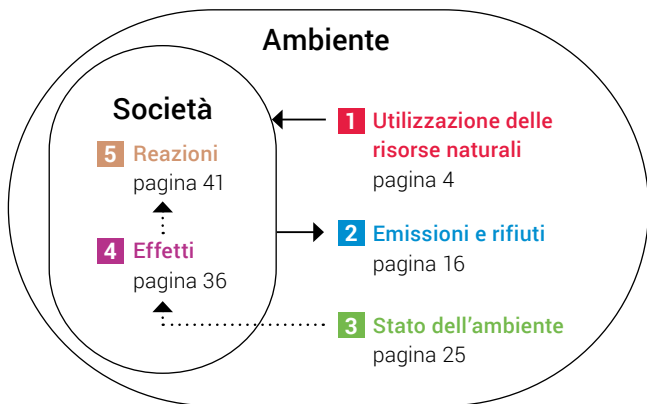 Ambiente
Società
5 Reazioni
pagina 41
4 Effetti
pagina 36
1 Utilizzazione delle
risorse naturali
pagina 4
2 Emissioni e rifiuti
pagina 16
3 Stato dell’ambiente
pagina 25